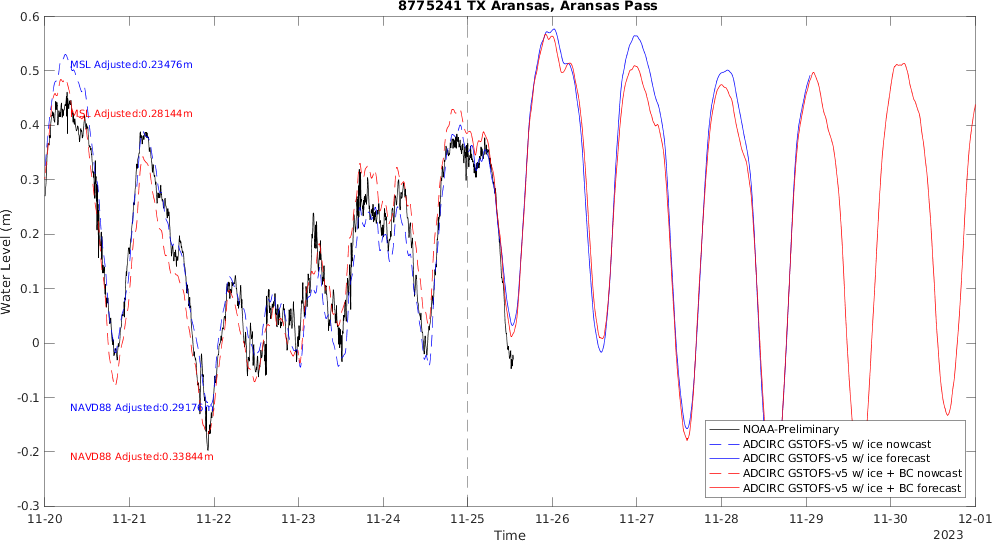 8775241 TX Aransas, Aransas Pass
0.6
0.5
0.4
0.3
0.2
0.1
0
-0.1
-0.2
-0.3
Water Level (m)
MSL Adjusted:0.23476m
MSL Adjusted:0.28144m
NAVD88 Adjusted:0.29176m
NAVD88 Adjusted:0.33844m
NOAA-Preliminary
ADCIRC GSTOFS-v5 w/ ice nowcast
ADCIRC GSTOFS-v5 w/ ice forecast
ADCIRC GSTOFS-v5 w/ ice + BC nowcast
ADCIRC GSTOFS-v5 w/ ice + BC forecast
11-20 11-21 11-22 11-23 11-24 11-25 11-26 11-27 11-28 11-29 11-30 12-01
Time
2023